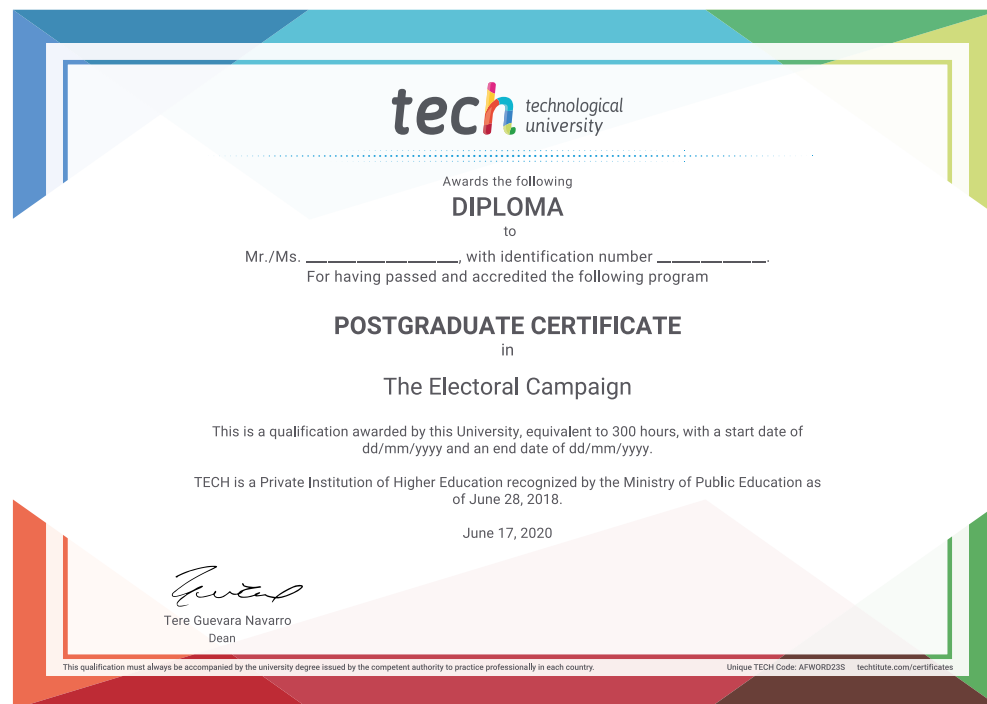 tech technological
university
Awards the following
DIPLOMA
to
Mr./Ms. ___________________, with identification number ______________.
For having passed and accredited the following program
POSTGRADUATE CERTIFICATE
in
The Electoral Campaign
This is a qualification awarded by this University, equivalent to 300 hours, with a start date of
dd/mm/yyyy and an end date of dd/mm/yyyy.
TECH is a Private Institution of Higher Education recognized by the Ministry of Public Education as
of June 28, 2018.
June 17, 2020
Tere Guevara Navarro
Dean
This qualification must always be accompanied by the university degree issued by the competent authority to practice professionally in each country. Unique TECH Code: AFWORD23S techtitute.com/certificates